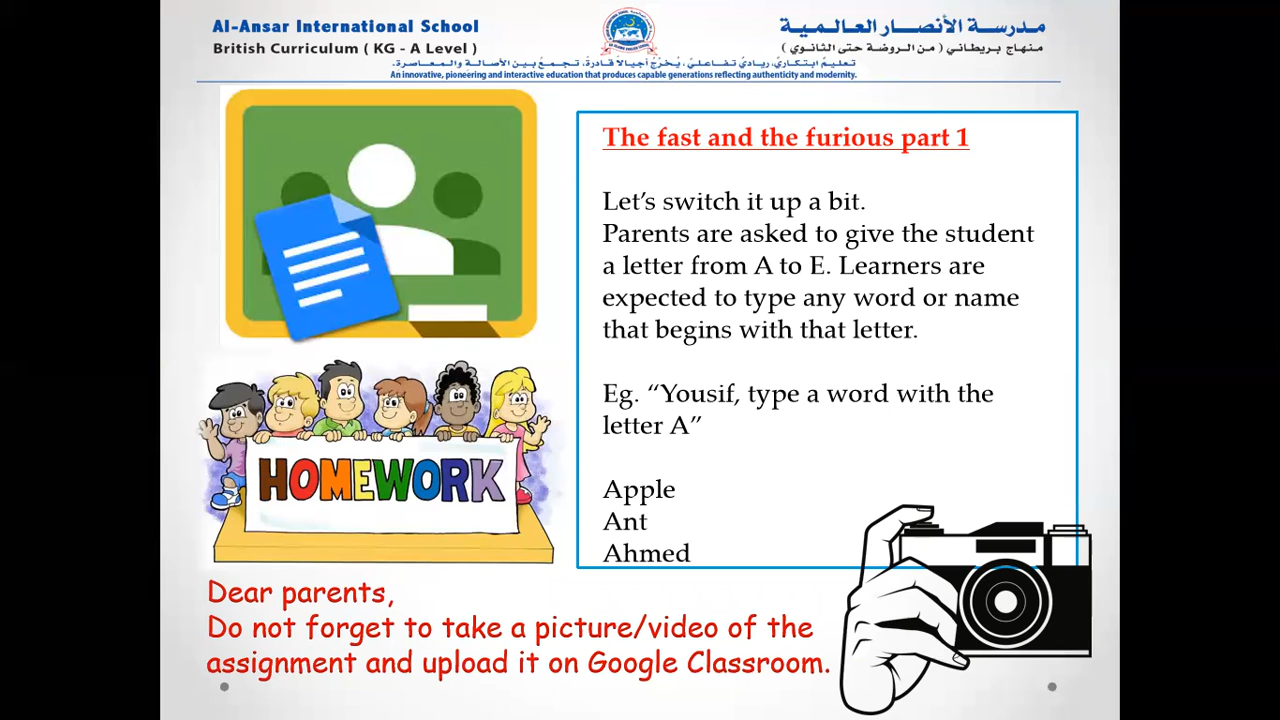 Al-Ansar International School
British Curriculum ( KG - A Level )
مدرسة الأنصار العالمية
منهاج بريطاني ( من الروضة حتى الثانوي )
تعليمٌ ابتكاريٌ، رياديٌ تفاعليٌ، يُخرّجُ أجيالاً قادرة، تجمعُ بين الأصالة والمعاصرة.
An innovative, pioneering and interactive education that produces capable generations reflecting authenticity and modernity.
The fast and the furious part 1
Let’s switch it up a bit.
Parents are asked to give the student
a letter from A to E. Learners are
expected to type any word or name
that begins with that letter.
Eg. “Yousif, type a word with the
letter A”
Apple
Ant
Ahmed
HOMEWORK
Dear parents,
Do not forget to take a picture/video of the
assignment and upload it on Google Classroom.